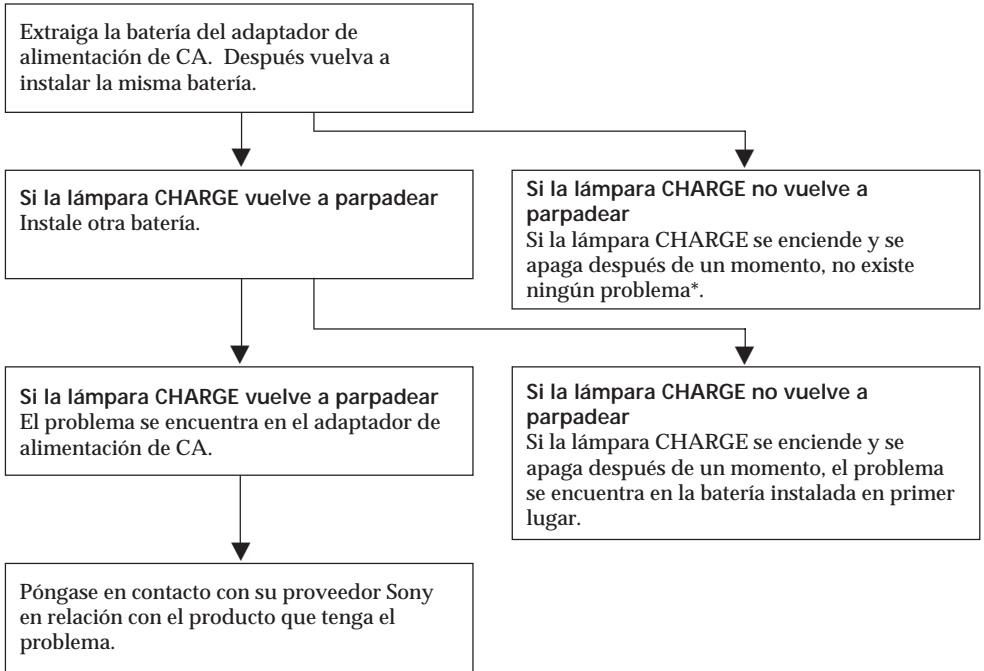 Extraiga la batería del adaptador de
alimentación de CA.  Después vuelva a
instalar la misma batería.
Si la lámpara CHARGE vuelve a parpadear
Instale otra batería.
Si la lámpara CHARGE no vuelve a
parpadear
Si la lámpara CHARGE se enciende y se
apaga después de un momento, no existe
ningún problema*.
Si la lámpara CHARGE vuelve a parpadear
El problema se encuentra en el adaptador de
alimentación de CA.
Si la lámpara CHARGE no vuelve a
parpadear
Si la lámpara CHARGE se enciende y se
apaga después de un momento, el problema
se encuentra en la batería instalada en primer
lugar.
Póngase en contacto con su proveedor Sony
en relación con el producto que tenga el
problema.